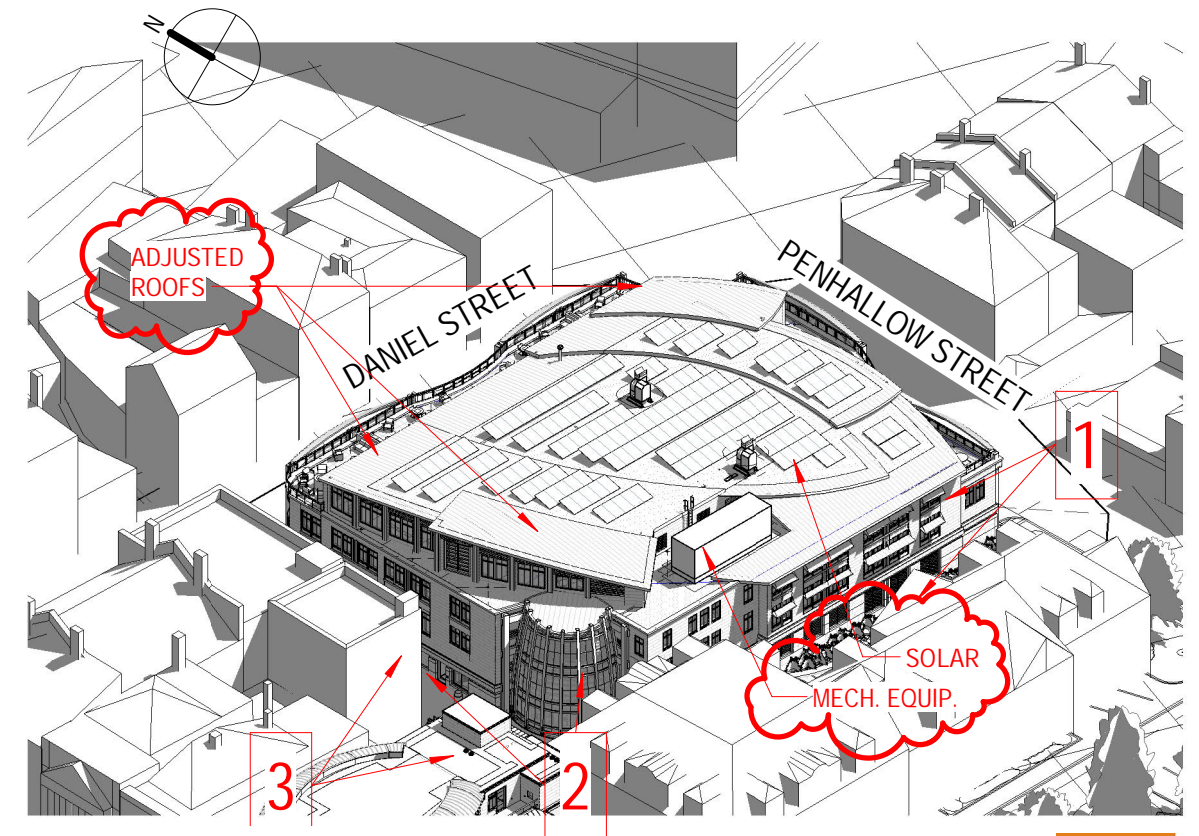 N
ADJUSTED
ROOFS
DANIEL STREET
PENHALLOW STREET
1
SOLAR
MECH. EQUIP.
3
2